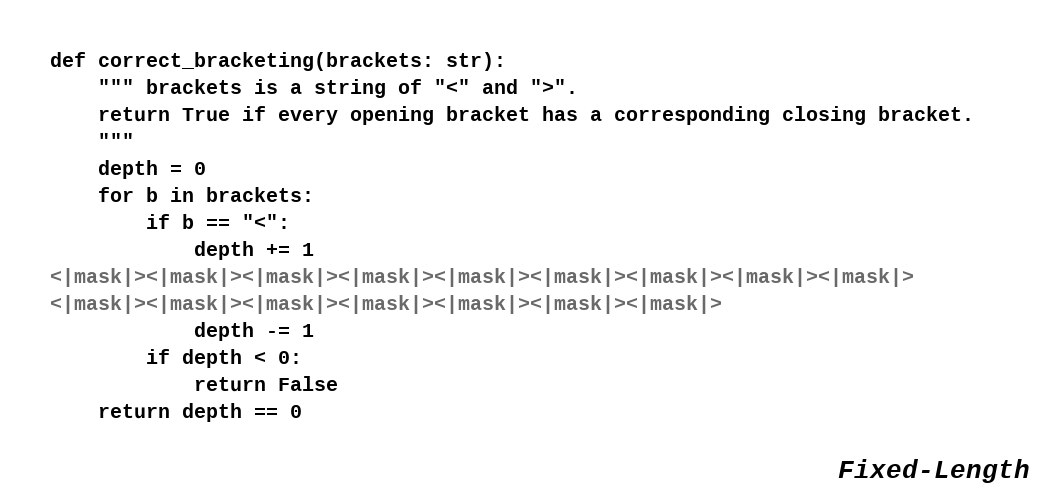 def correct_bracketing(brackets: str):
    """ brackets is a string of "<" and ">".
    return True if every opening bracket has a corresponding closing bracket.
    """
    depth = 0
    for b in brackets:
        if b == "<":
            depth += 1
<|mask|><|mask|><|mask|><|mask|><|mask|><|mask|><|mask|><|mask|><|mask|>
<|mask|><|mask|><|mask|><|mask|><|mask|><|mask|><|mask|>
            depth -= 1
        if depth < 0:
            return False
    return depth == 0
Fixed-Length